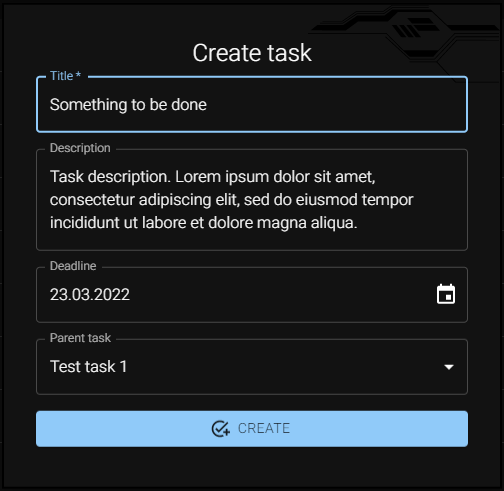 Create task
Title *
Something to be done
Description
Task description. Lorem ipsum dolor sit amet,
consectetur adipiscing elit, sed do eiusmod tempor
incididunt ut labore et dolore magna aliqua.
Deadline
23.03.2022
Parent task
Test task 1
CREATE